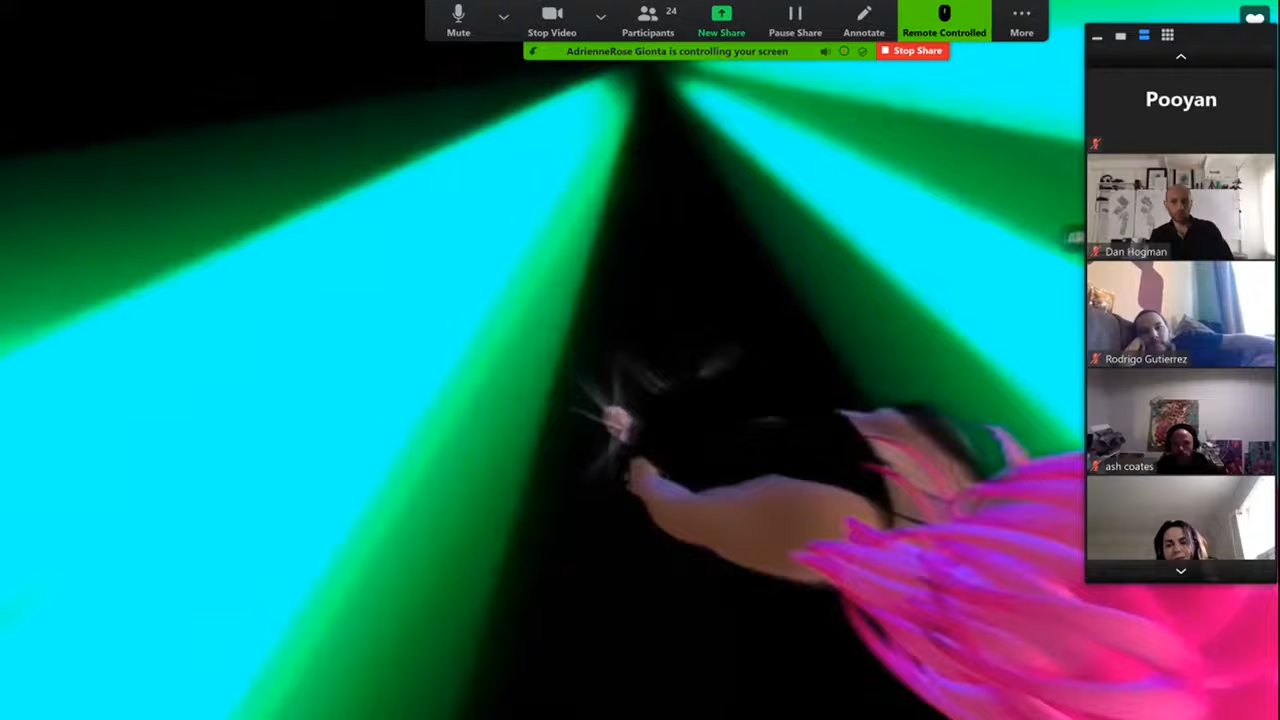 24
Mute
Stop Video
Participants
New Share
Pause Share
Annotate
Remote Controlled
More
AdrienneRose Gionta is controlling your screen
Stop Share
Pooyan
Dan Hogman
Rodrigo Gutierrez
ash coates